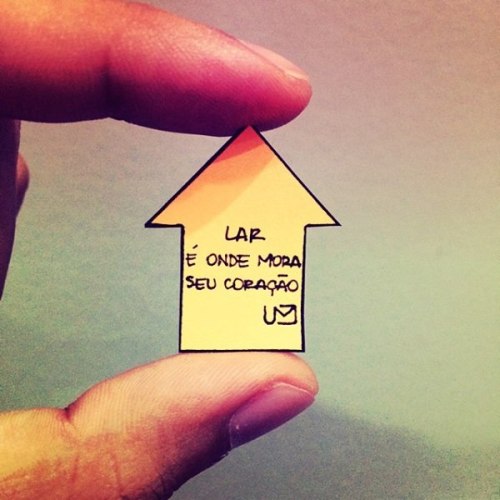 LAR
É ONDE MORA
SEU CORAÇÃO